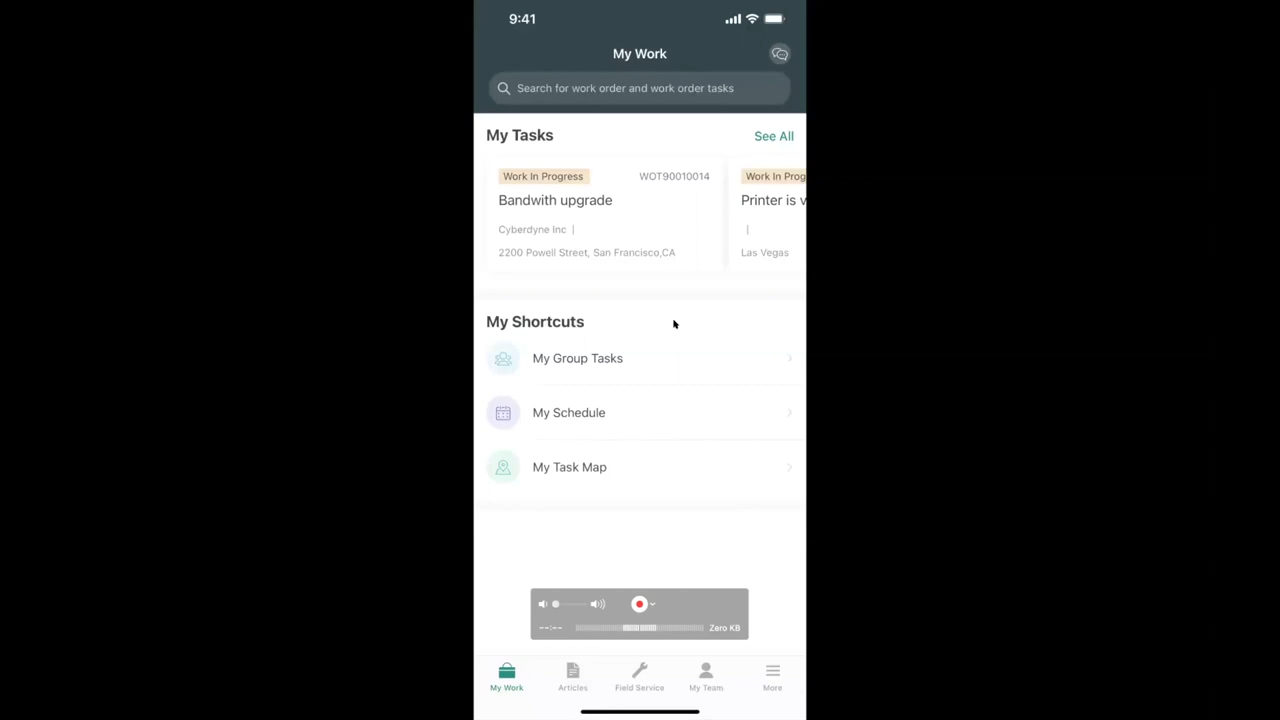 9:41
My Work
Search for work order and work order tasks
My Tasks
See All
Work In Progress
WOT90010014
Bandwith upgrade
Cyberdyne Inc |
2200 Powell Street, San Francisco,CA
Work In Prog
Printer is v
|
Las Vegas
My Shortcuts
My Group Tasks
My Schedule
My Task Map
--:--
Zero KB
My Work
Articles
Field Service
My Team
More